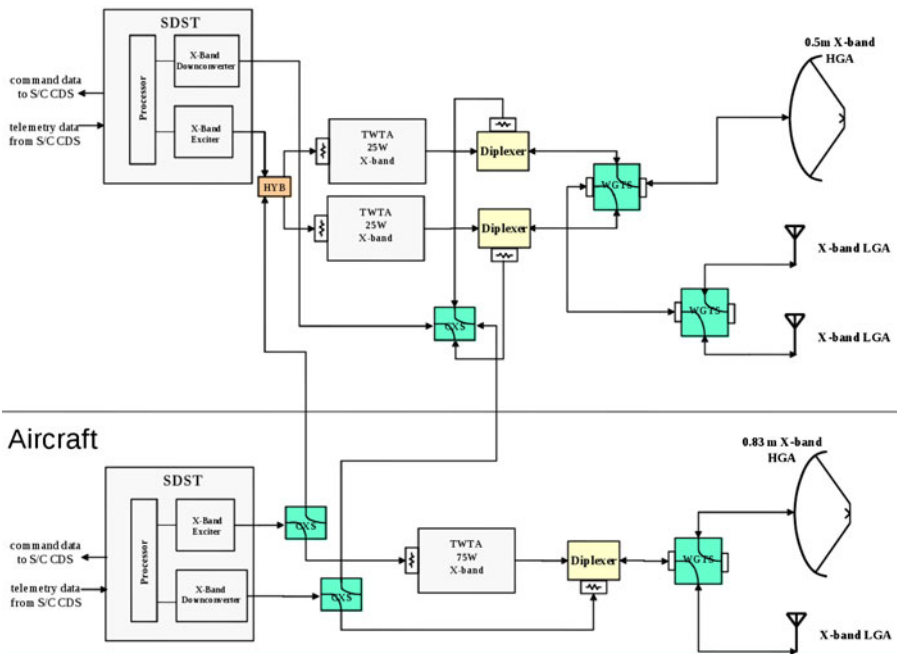 SDST
Processor
X-Band
Downconverter
X-Band
Exciter
command data
to S/C CDS
telemetry data
from S/C CDS
HYB
TWTA
25W
X-band
TWTA
25W
X-band
Diplexer
Diplexer
WGTS
CXS
WGTS
0.5m X-band
HGA
X-band LGA
X-band LGA
Aircraft
SDST
Processor
X-Band
Exciter
X-Band
Downconverter
command data
to S/C CDS
telemetry data
from S/C CDS
CXS
CXS
TWTA
75W
X-band
Diplexer
WGTS
0.83 m X-band
HGA
X-band LGA